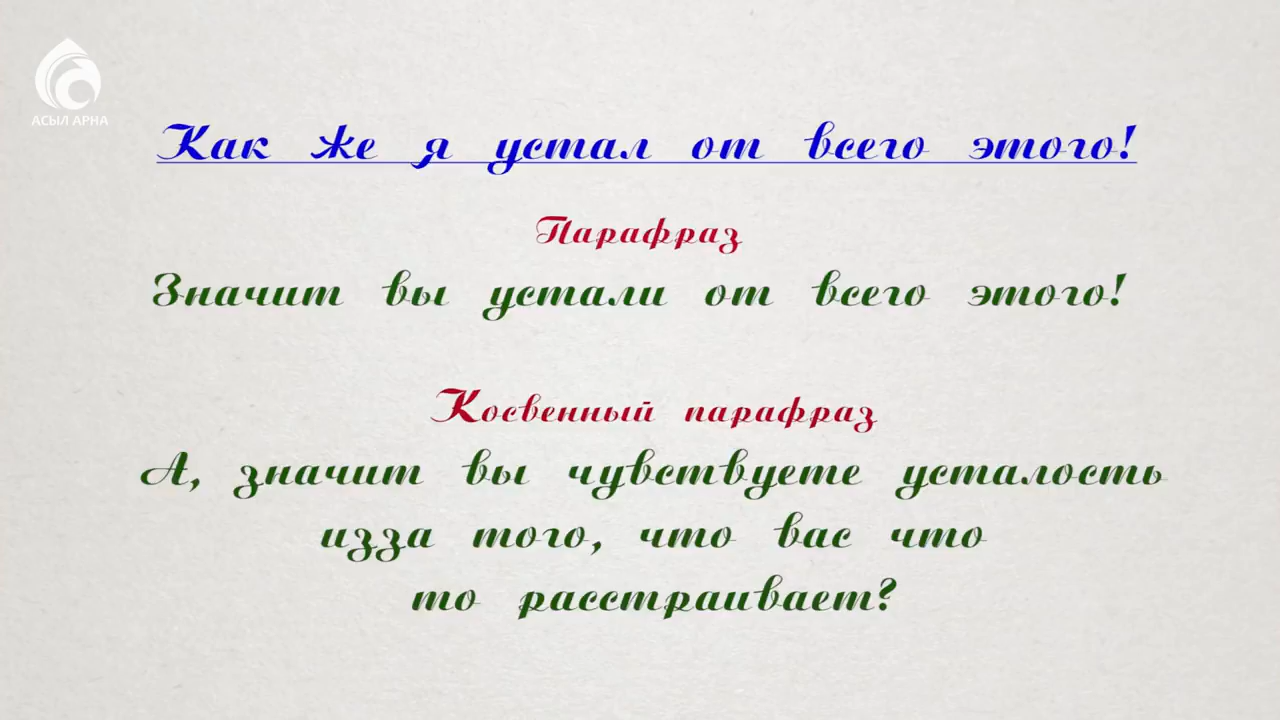 АСЫЛ АРНА
Как же я устал от всего этого!
Парафраз
Значит вы устали от всего этого!
Косвенный парафраз
А, значит вы чувствуете усталость
изза того, что вас что
то расстраивает?